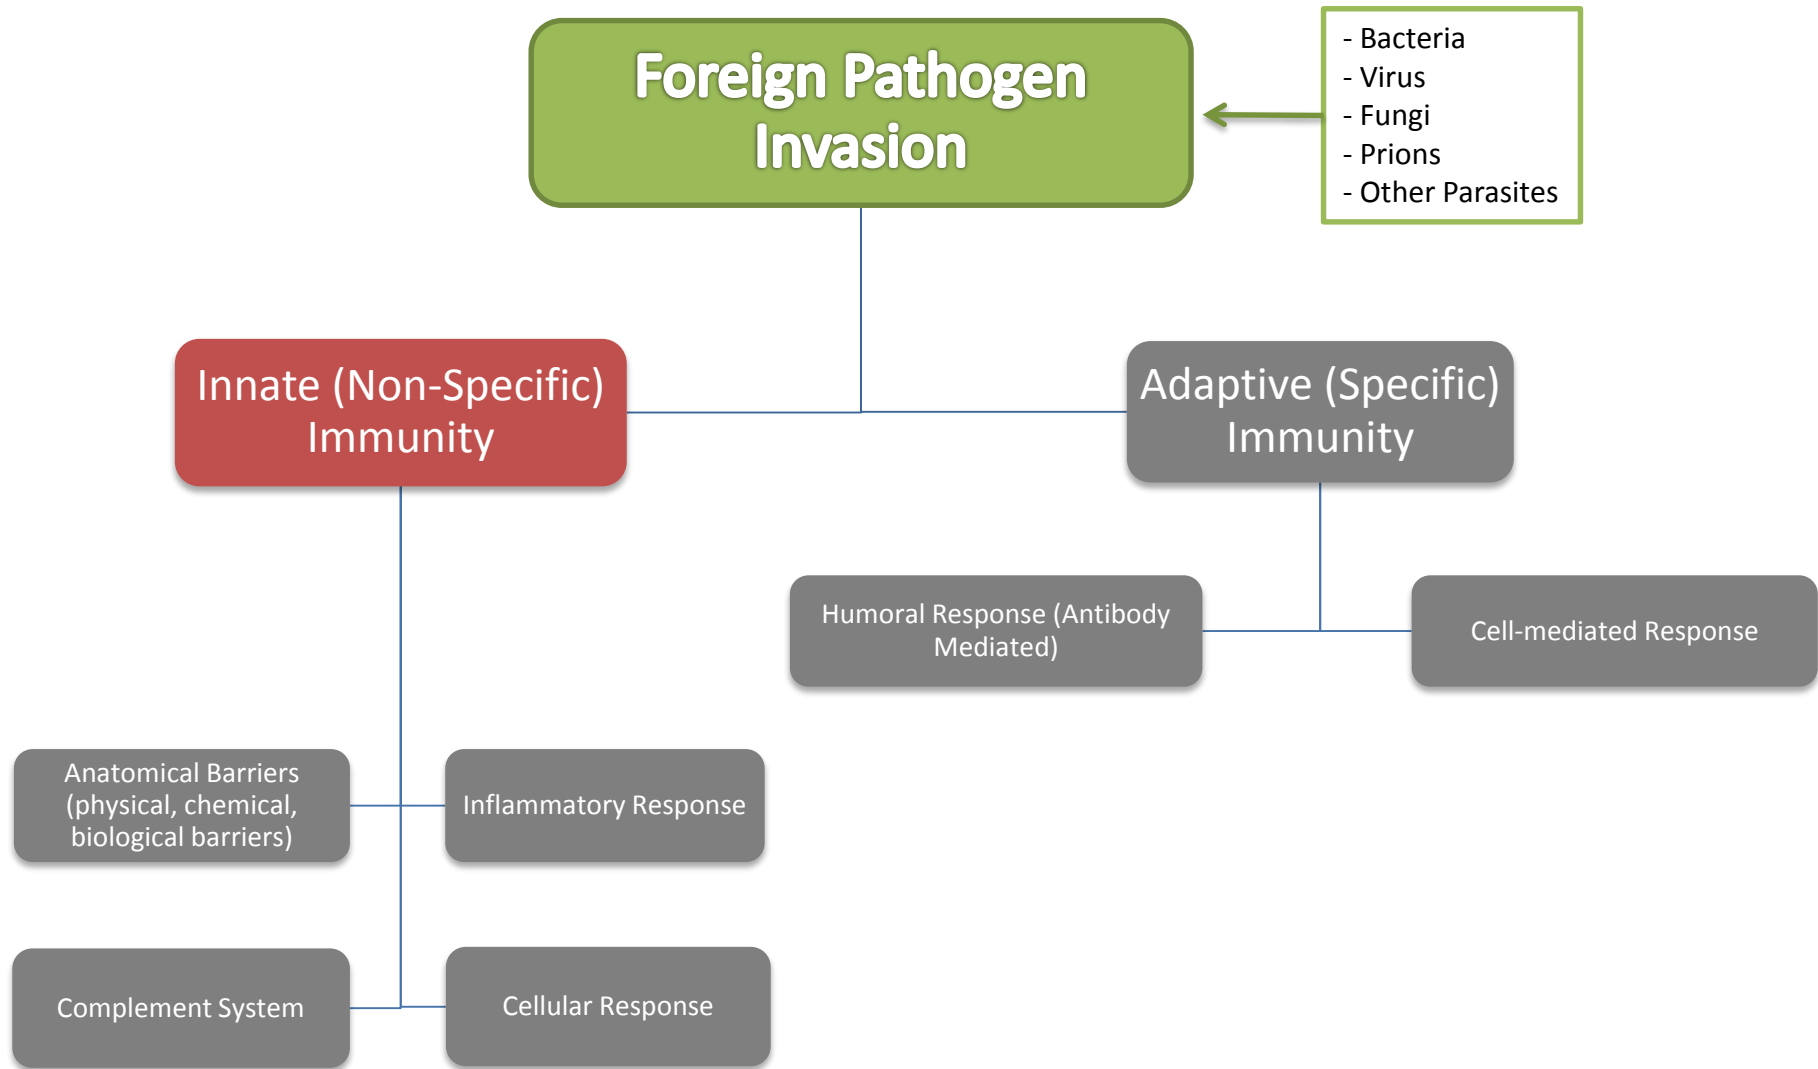 Foreign Pathogen
Invasion
- Bacteria
- Virus
- Fungi
- Prions
- Other Parasites
Innate (Non-Specific)
Immunity
Adaptive (Specific)
Immunity
Humoral Response (Antibody
Mediated)
Cell-mediated Response
Anatomical Barriers
(physical, chemical,
biological barriers)
Inflammatory Response
Complement System
Cellular Response